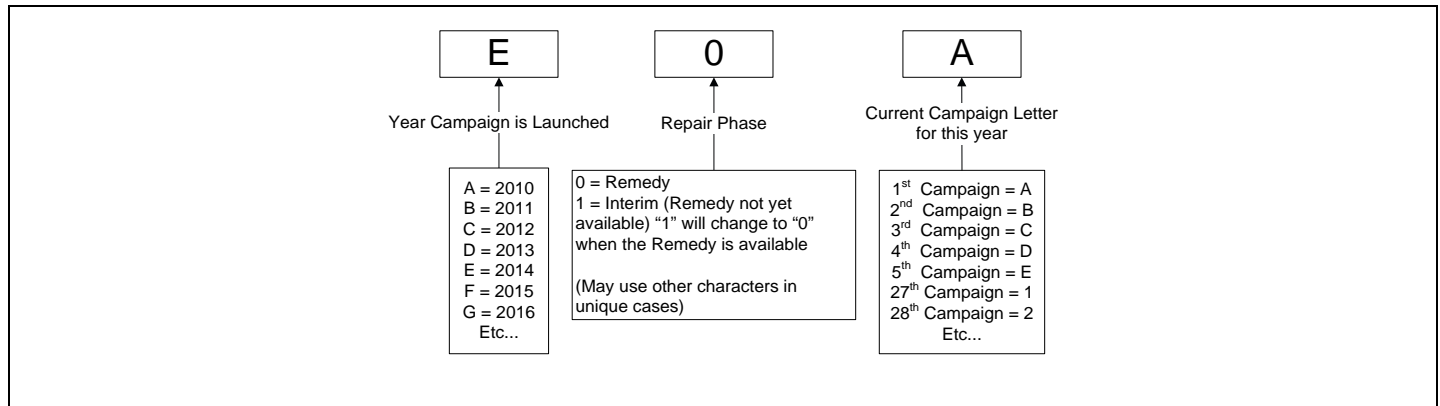 E
0
A
Year Campaign is Launched
Repair Phase
Current Campaign Letter
for this year
A = 2010
B = 2011
C = 2012
D = 2013
E = 2014
F = 2015
G = 2016
Etc...
0 = Remedy
1 = Interim (Remedy not yet
available) “1” will change to “0”
when the Remedy is available
(May use other characters in
unique cases)
1st Campaign = A
2nd Campaign = B
3rd Campaign = C
4th Campaign = D
5th Campaign = E
27th Campaign = 1
28th Campaign = 2
Etc...